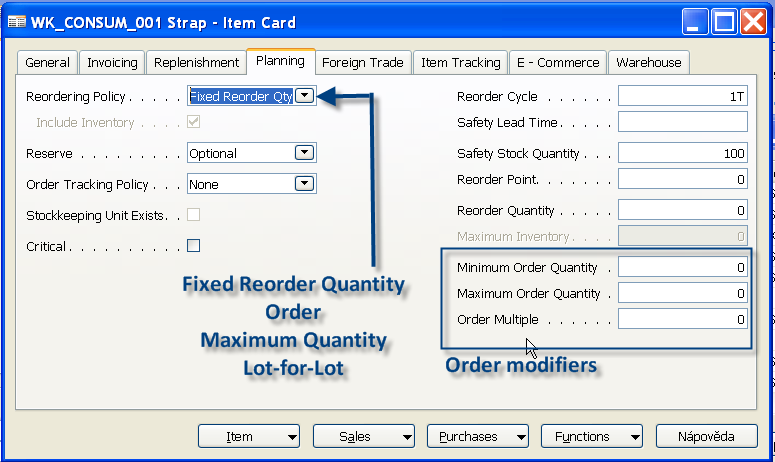 WK_CONSUM_001 Strap - Item Card
General Invoicing Replenishment Planning Foreign Trade Item Tracking E - Commerce Warehouse
Reordering Policy . . . . . Fixed Reorder Qty
Include Inventory . . . . .
Reserve . . . . . . . . . Optional
Order Tracking Policy . . . None
Stockkeeping Unit Exists. .
Critical . . . . . . . . . .
Reorder Cycle . . . . . . 1T
Safety Lead Time. . . . .
Safety Stock Quantity . . . 100
Reorder Point. . . . . . . 0
Reorder Quantity . . . . . 0
Maximum Inventory. . . . 0
Minimum Order Quantity . 0
Maximum Order Quantity . 0
Order Multiple . . . . . . 0
Fixed Reorder Quantity
Order
Maximum Quantity
Lot-for-Lot
Order modifiers
Item Sales Purchases Functions Nápověda